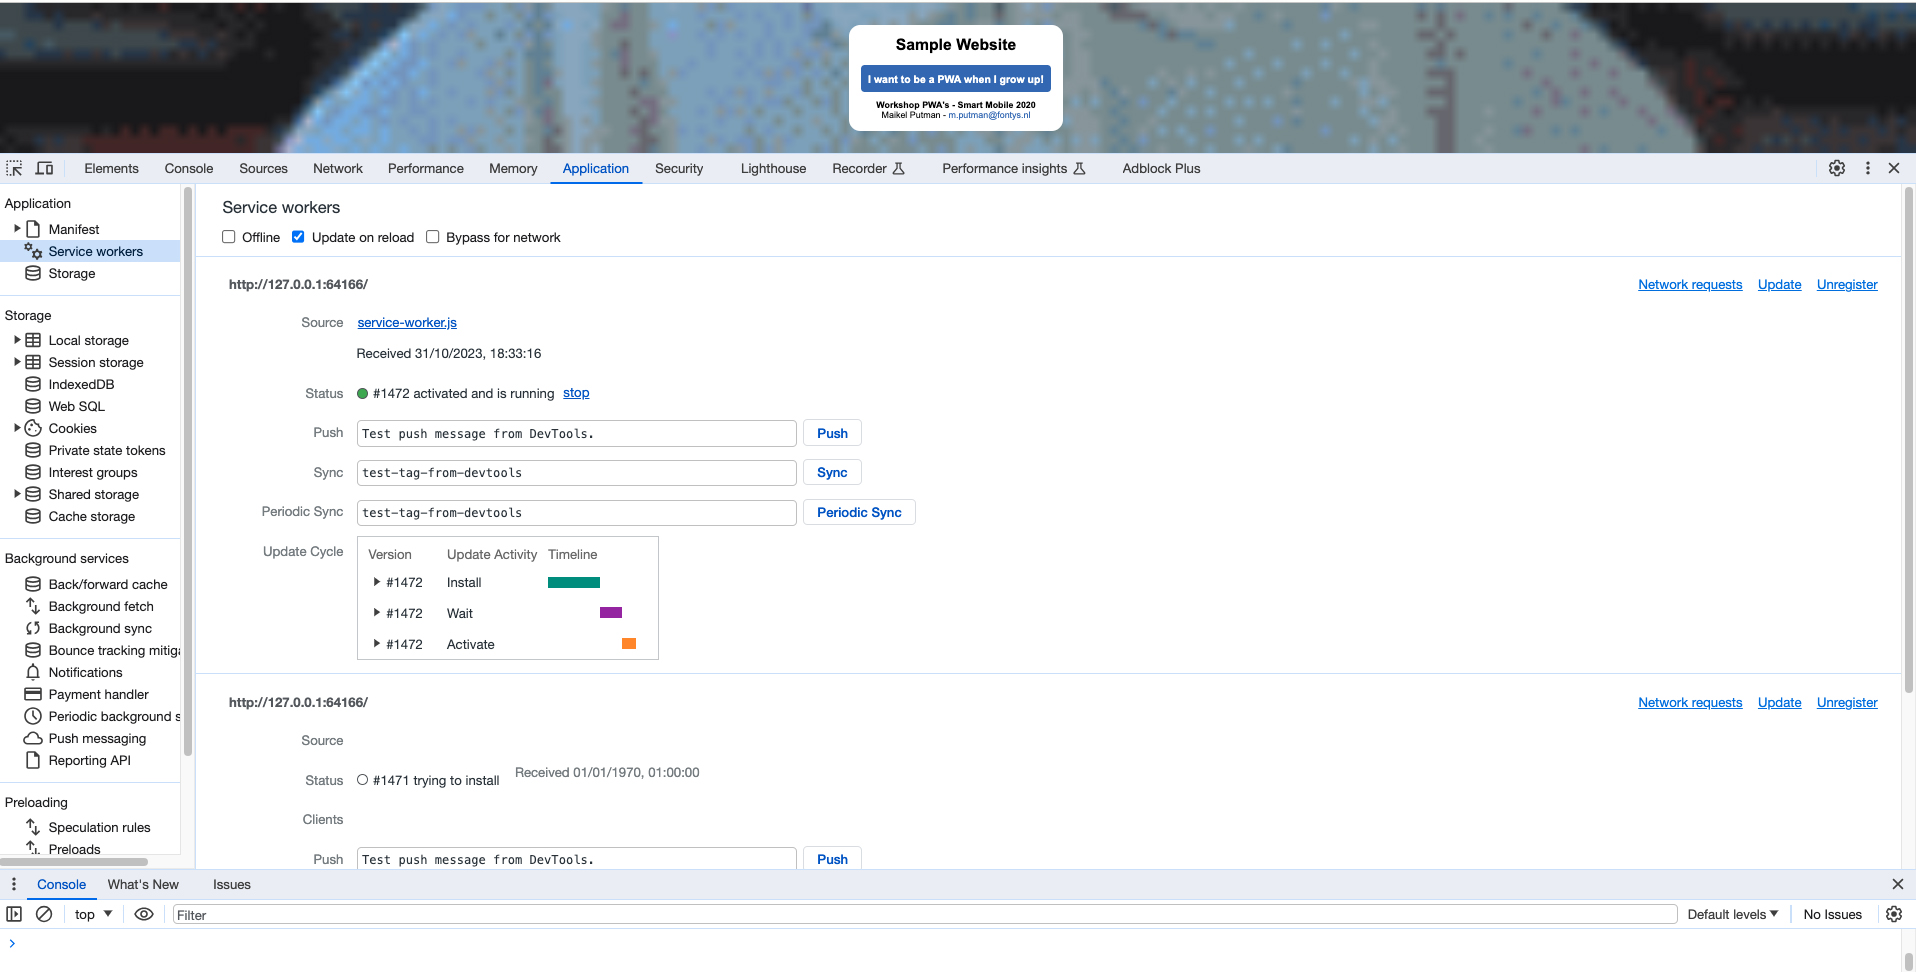 Sample Website
I want to be a PWA when I grow up!
Workshop PWA's - Smart Mobile 2020
Maikel Putman - m.putman@fontys.nl
Elements Console Sources Network Performance Memory Application Security Lighthouse Recorder Performance insights Adblock Plus
Application
Manifest
Service workers
Storage
Storage
Local storage
Session storage
IndexedDB
Web SQL
Cookies
Private state tokens
Interest groups
Shared storage
Cache storage
Background services
Back/forward cache
Background fetch
Background sync
Bounce tracking mitiga
Notifications
Payment handler
Periodic background s
Push messaging
Reporting API
Preloading
Speculation rules
Preloads
Service workers
Offline Update on reload Bypass for network
http://127.0.0.1:64166/ Network requests Update Unregister
Source service-worker.js
Received 31/10/2023, 18:33:16
Status #1472 activated and is running stop
Push Test push message from DevTools. Push
Sync test-tag-from-devtools Sync
Periodic Sync test-tag-from-devtools Periodic Sync
Update Cycle Version Update Activity Timeline
#1472 Install
#1472 Wait
#1472 Activate
http://127.0.0.1:64166/ Network requests Update Unregister
Source
Received 01/01/1970, 01:00:00
Status #1471 trying to install
Clients
Push Test push message from DevTools. Push
Console What's New Issues
top Filter Default levels No Issues